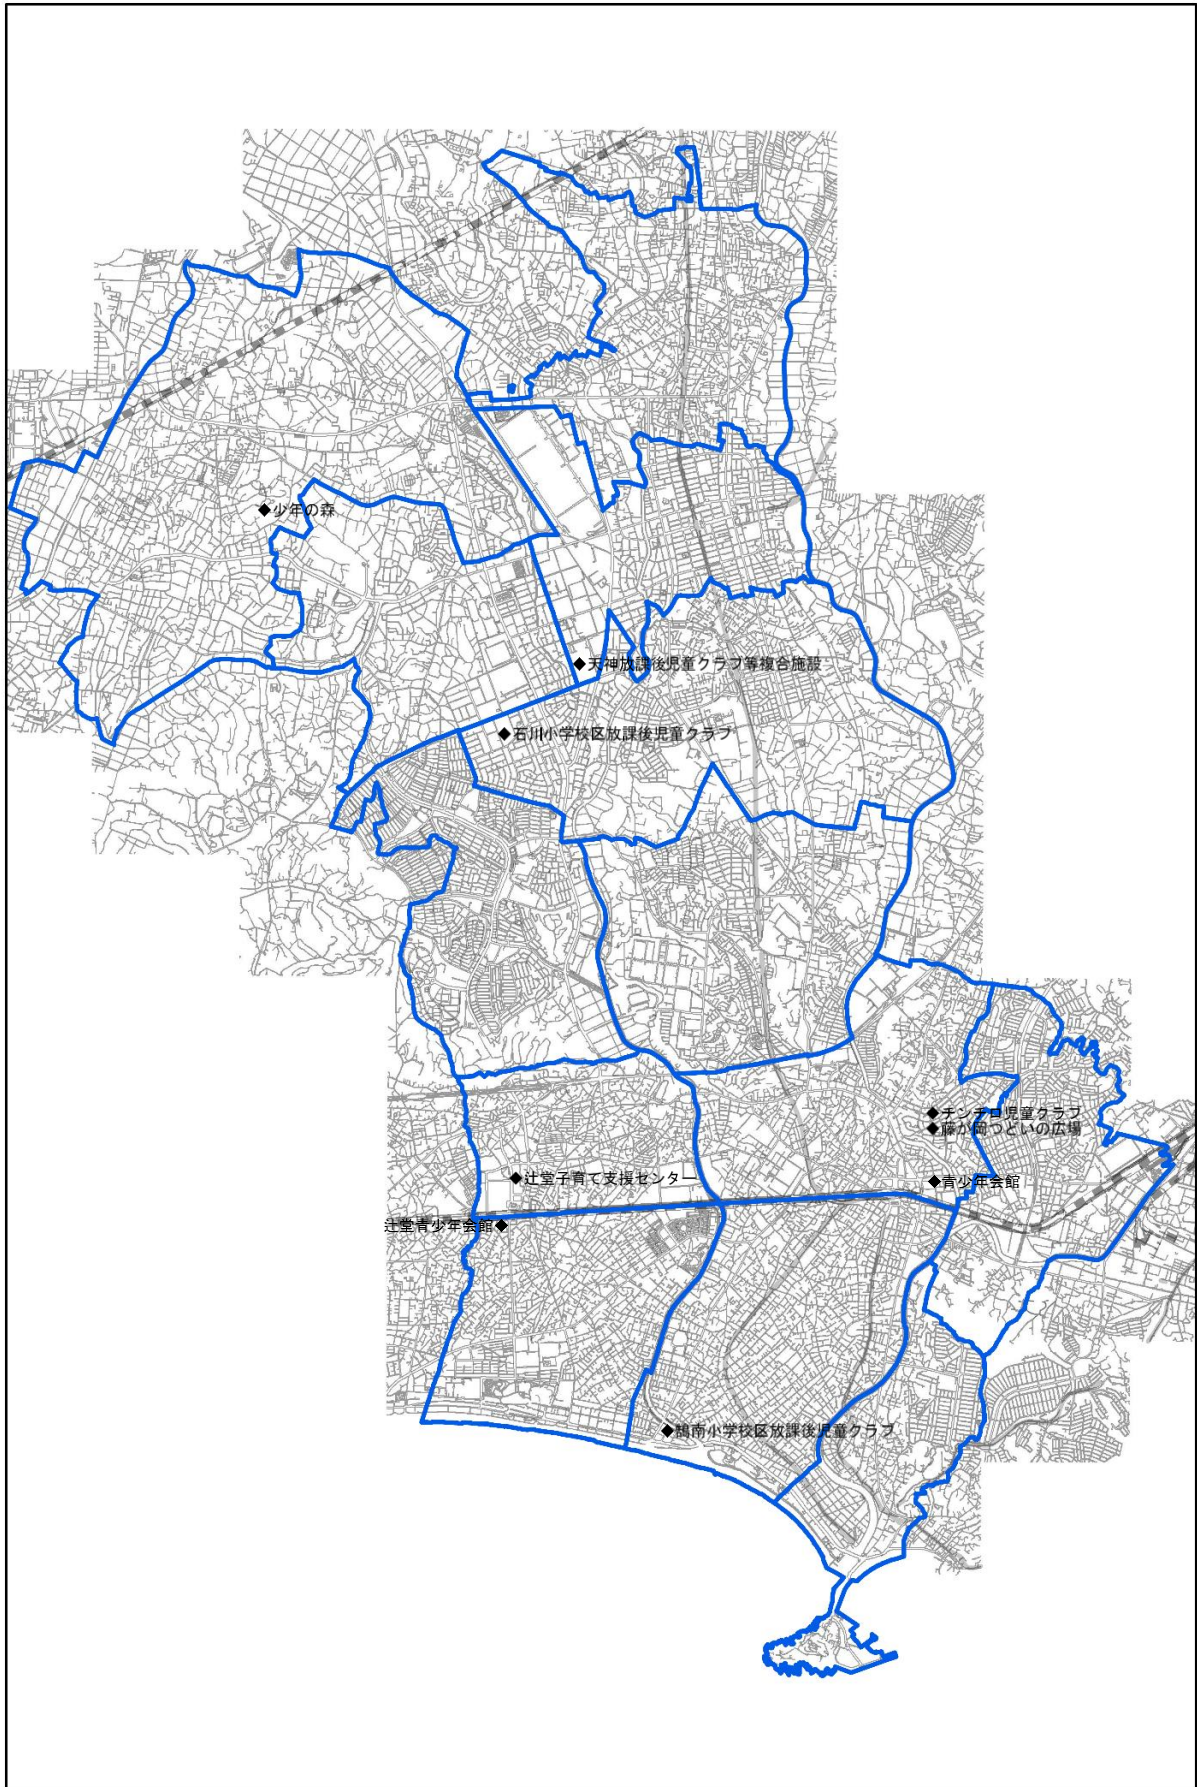 ◆少年の森
◆天神放課後児童クラブ等複合施設
◆石川小学校区放課後児童クラブ
◆チンチロ児童クラブ
◆藤が岡つどいの広場
◆辻堂子育て支援センター
◆青少年会館
辻堂青少年会館◆
◆鵠南小学校区放課後児童クラブ